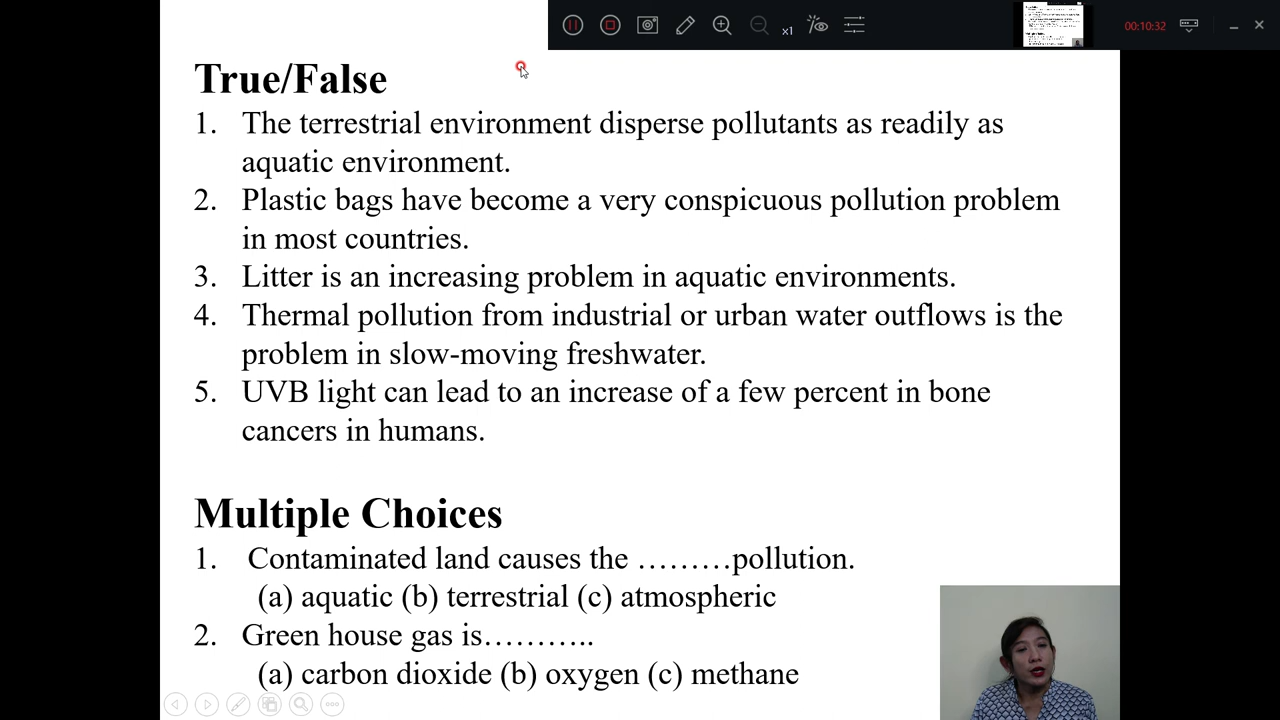 x1
00:10:32
True/False
1. The terrestrial environment disperse pollutants as readily as
aquatic environment.
2. Plastic bags have become a very conspicuous pollution problem
in most countries.
3. Litter is an increasing problem in aquatic environments.
4. Thermal pollution from industrial or urban water outflows is the
problem in slow-moving freshwater.
5. UVB light can lead to an increase of a few percent in bone
cancers in humans.
Multiple Choices
1. Contaminated land causes the ………pollution.
(a) aquatic (b) terrestrial (c) atmospheric
2. Green house gas is………..
(a) carbon dioxide (b) oxygen (c) methane